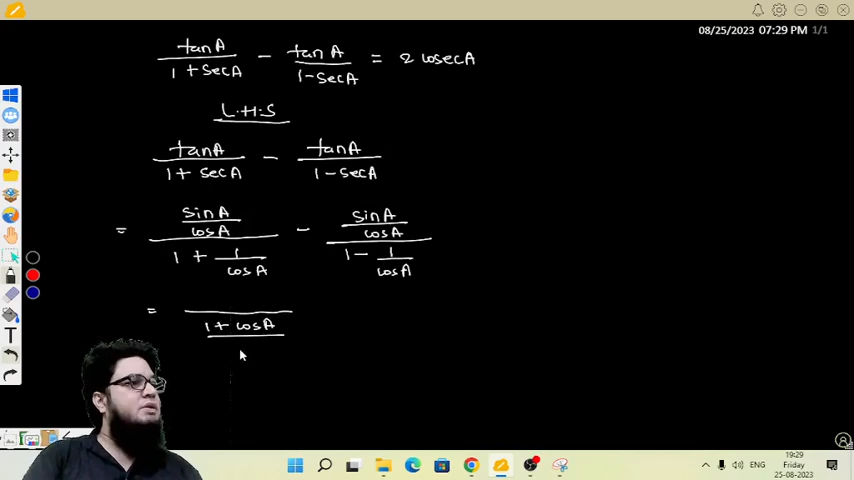 08/25/2023 07:29 PM 1/1
tanA / 1 + secA - tanA / 1 - secA = 2 cosecA
L.H.S
tanA / 1 + secA - tanA / 1 - secA
= sinA / cosA / 1 + 1 / cosA - sinA / cosA / 1 - 1 / cosA
= / 1 + cosA /
T
ENG
19:29
Friday
25-08-2023